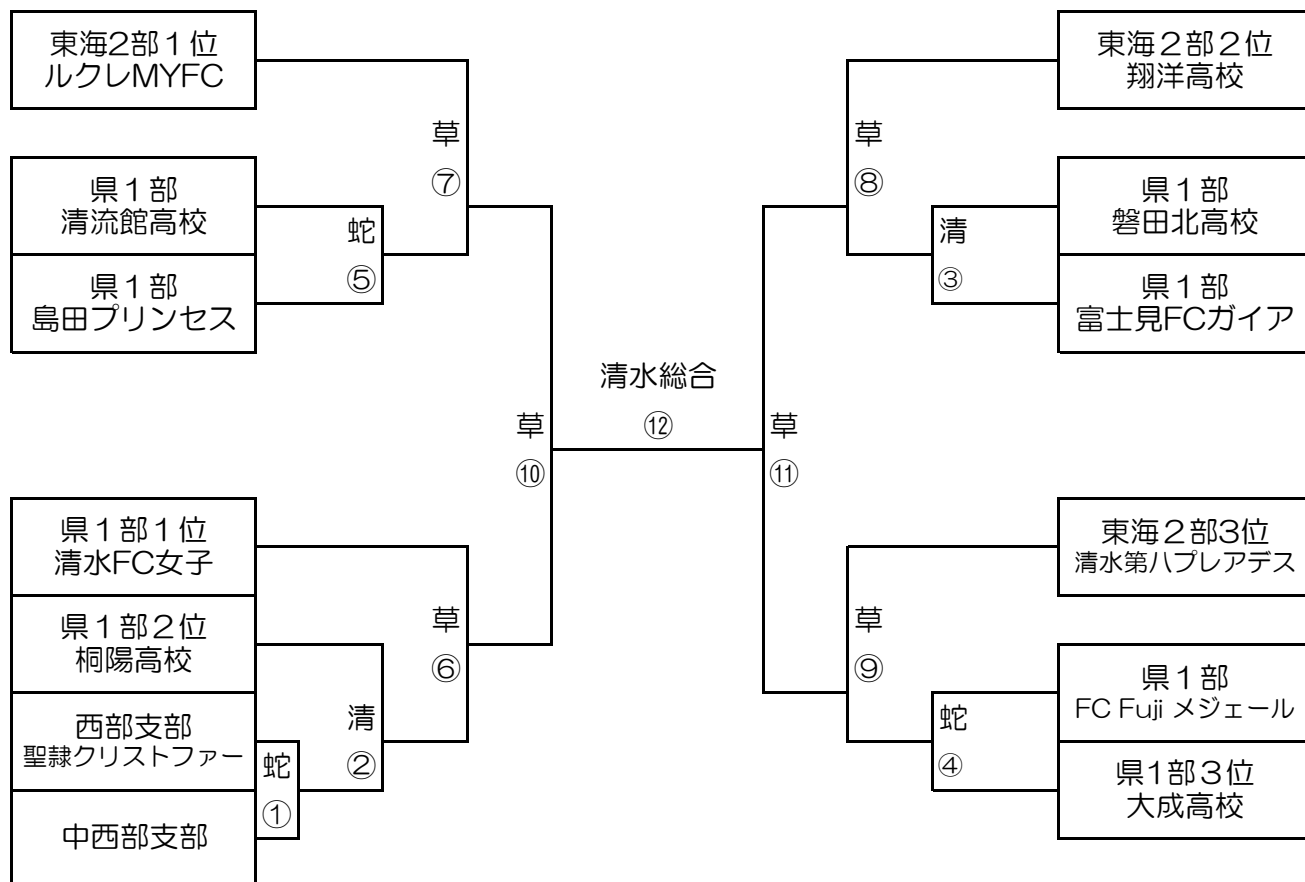 東海2部１位
ルクレMYFC
草
⑦
県１部
清流館高校
蛇
⑤
県１部
島田プリンセス
草
⑩
県１部１位
清水FC女子
草
⑥
県１部２位
桐陽高校
清
②
西部支部
聖隷クリストファー
蛇
①
中西部支部
清水総合
⑫
東海２部２位
翔洋高校
草
⑧
県１部
磐田北高校
清
③
県１部
富士見FCガイア
草
⑪
東海２部3位
清水第八プレアデス
草
⑨
県１部
FC Fuji メジェール
蛇
④
県1部３位
大成高校